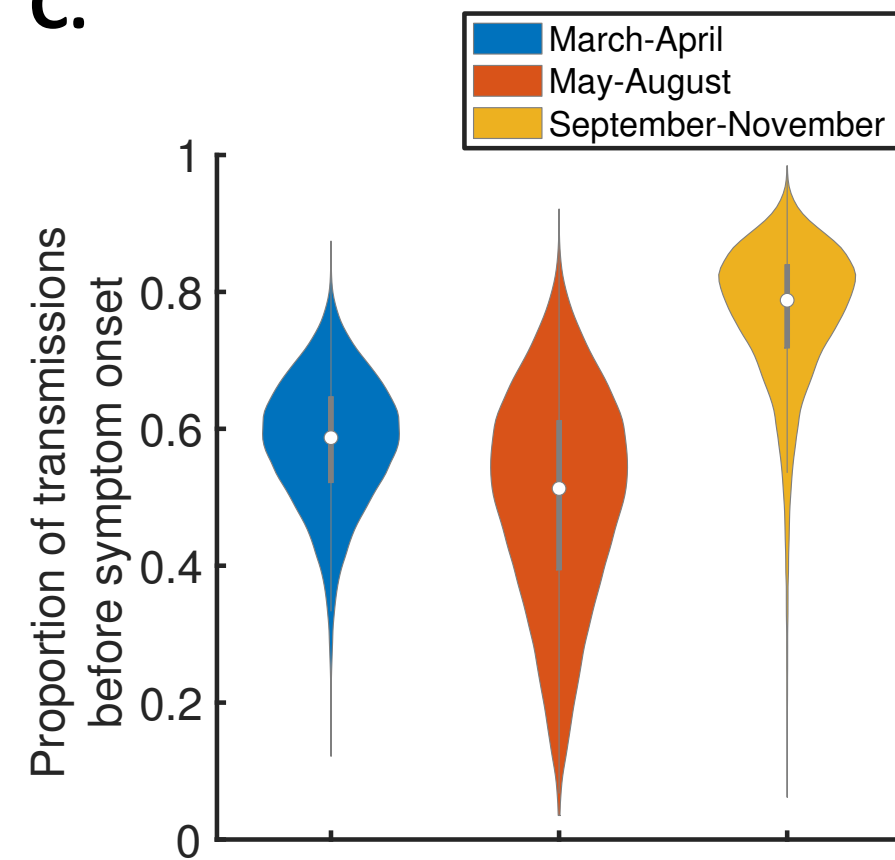 C.
March-April
May-August
September-November
Proportion of transmissions
before symptom onset
1
0.8
0.6
0.4
0.2
0